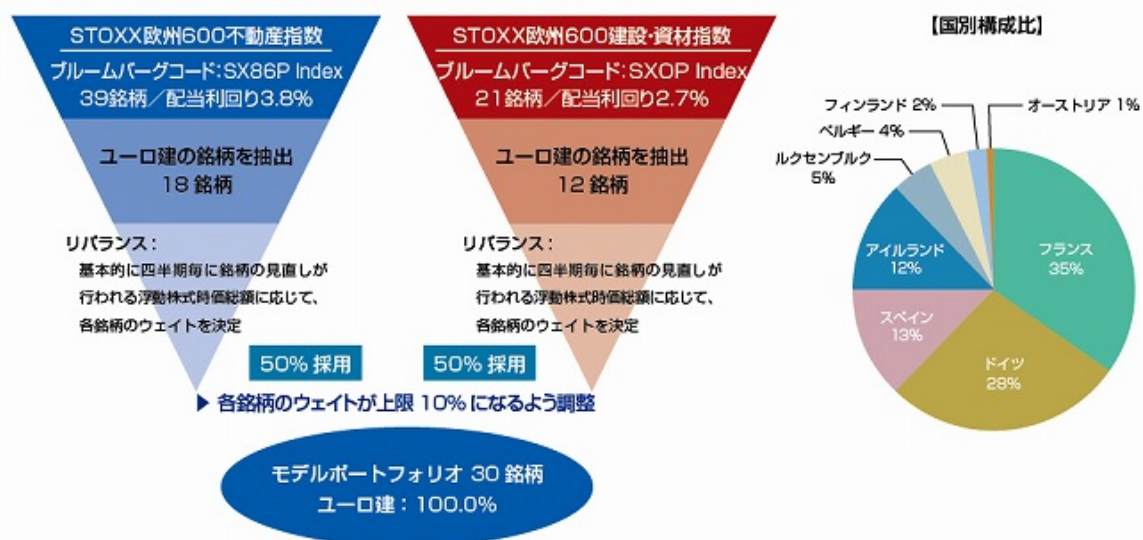 STOXX欧州600不動産指数
ブルームバーグコード:SX86P Index
39銘柄/配当利回り3.8%
ユーロ建の銘柄を抽出
18 銘柄
リバランス:
基本的に四半期毎に銘柄の見直しが
行われる浮動株式時価総額に応じて、
各銘柄のウェイトを決定
50% 採用
STOXX欧州600建設・資材指数
ブルームバーグコード:SXOP Index
21銘柄/配当利回り2.7%
ユーロ建の銘柄を抽出
12 銘柄
リバランス:
基本的に四半期毎に銘柄の見直しが
行われる浮動株式時価総額に応じて、
各銘柄のウェイトを決定
50% 採用
▶ 各銘柄のウェイトが上限 10% になるよう調整
モデルポートフォリオ 30 銘柄
ユーロ建: 100.0%
【国別構成比】
フィンランド 2%
オーストリア 1%
ベルギー 4%
ルクセンブルク
5%
アイルランド
12%
フランス
35%
スペイン
13%
ドイツ
28%